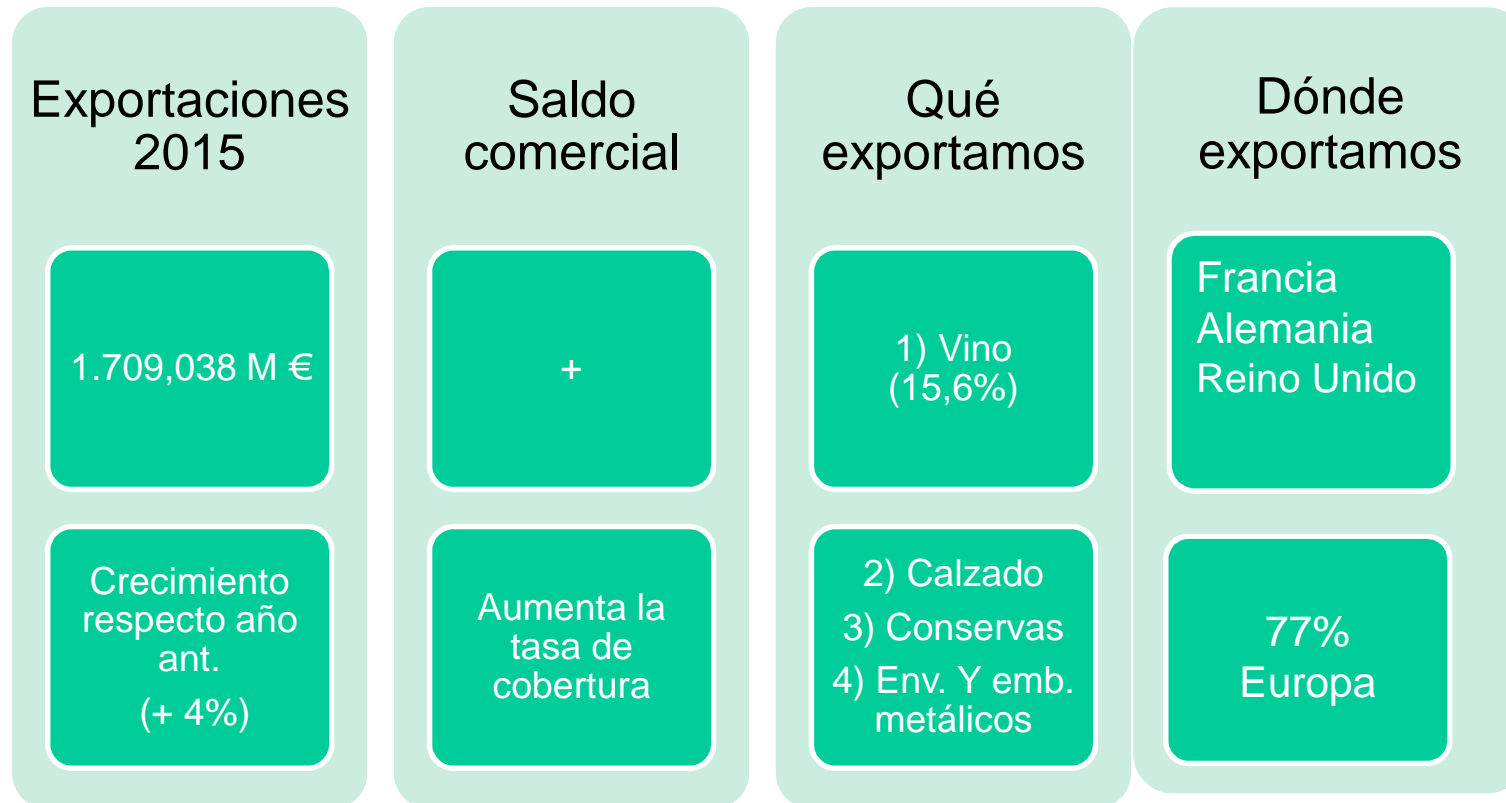 Exportaciones
2015
1.709,038 M €
Crecimiento
respecto año
ant.
(+ 4%)
Saldo
comercial
+
Aumenta la
tasa de
cobertura
Qué
exportamos
1) Vino
(15,6%)
2) Calzado
3) Conservas
4) Env. Y emb.
metálicos
Dónde
exportamos
Francia
Alemania
Reino Unido
77%
Europa